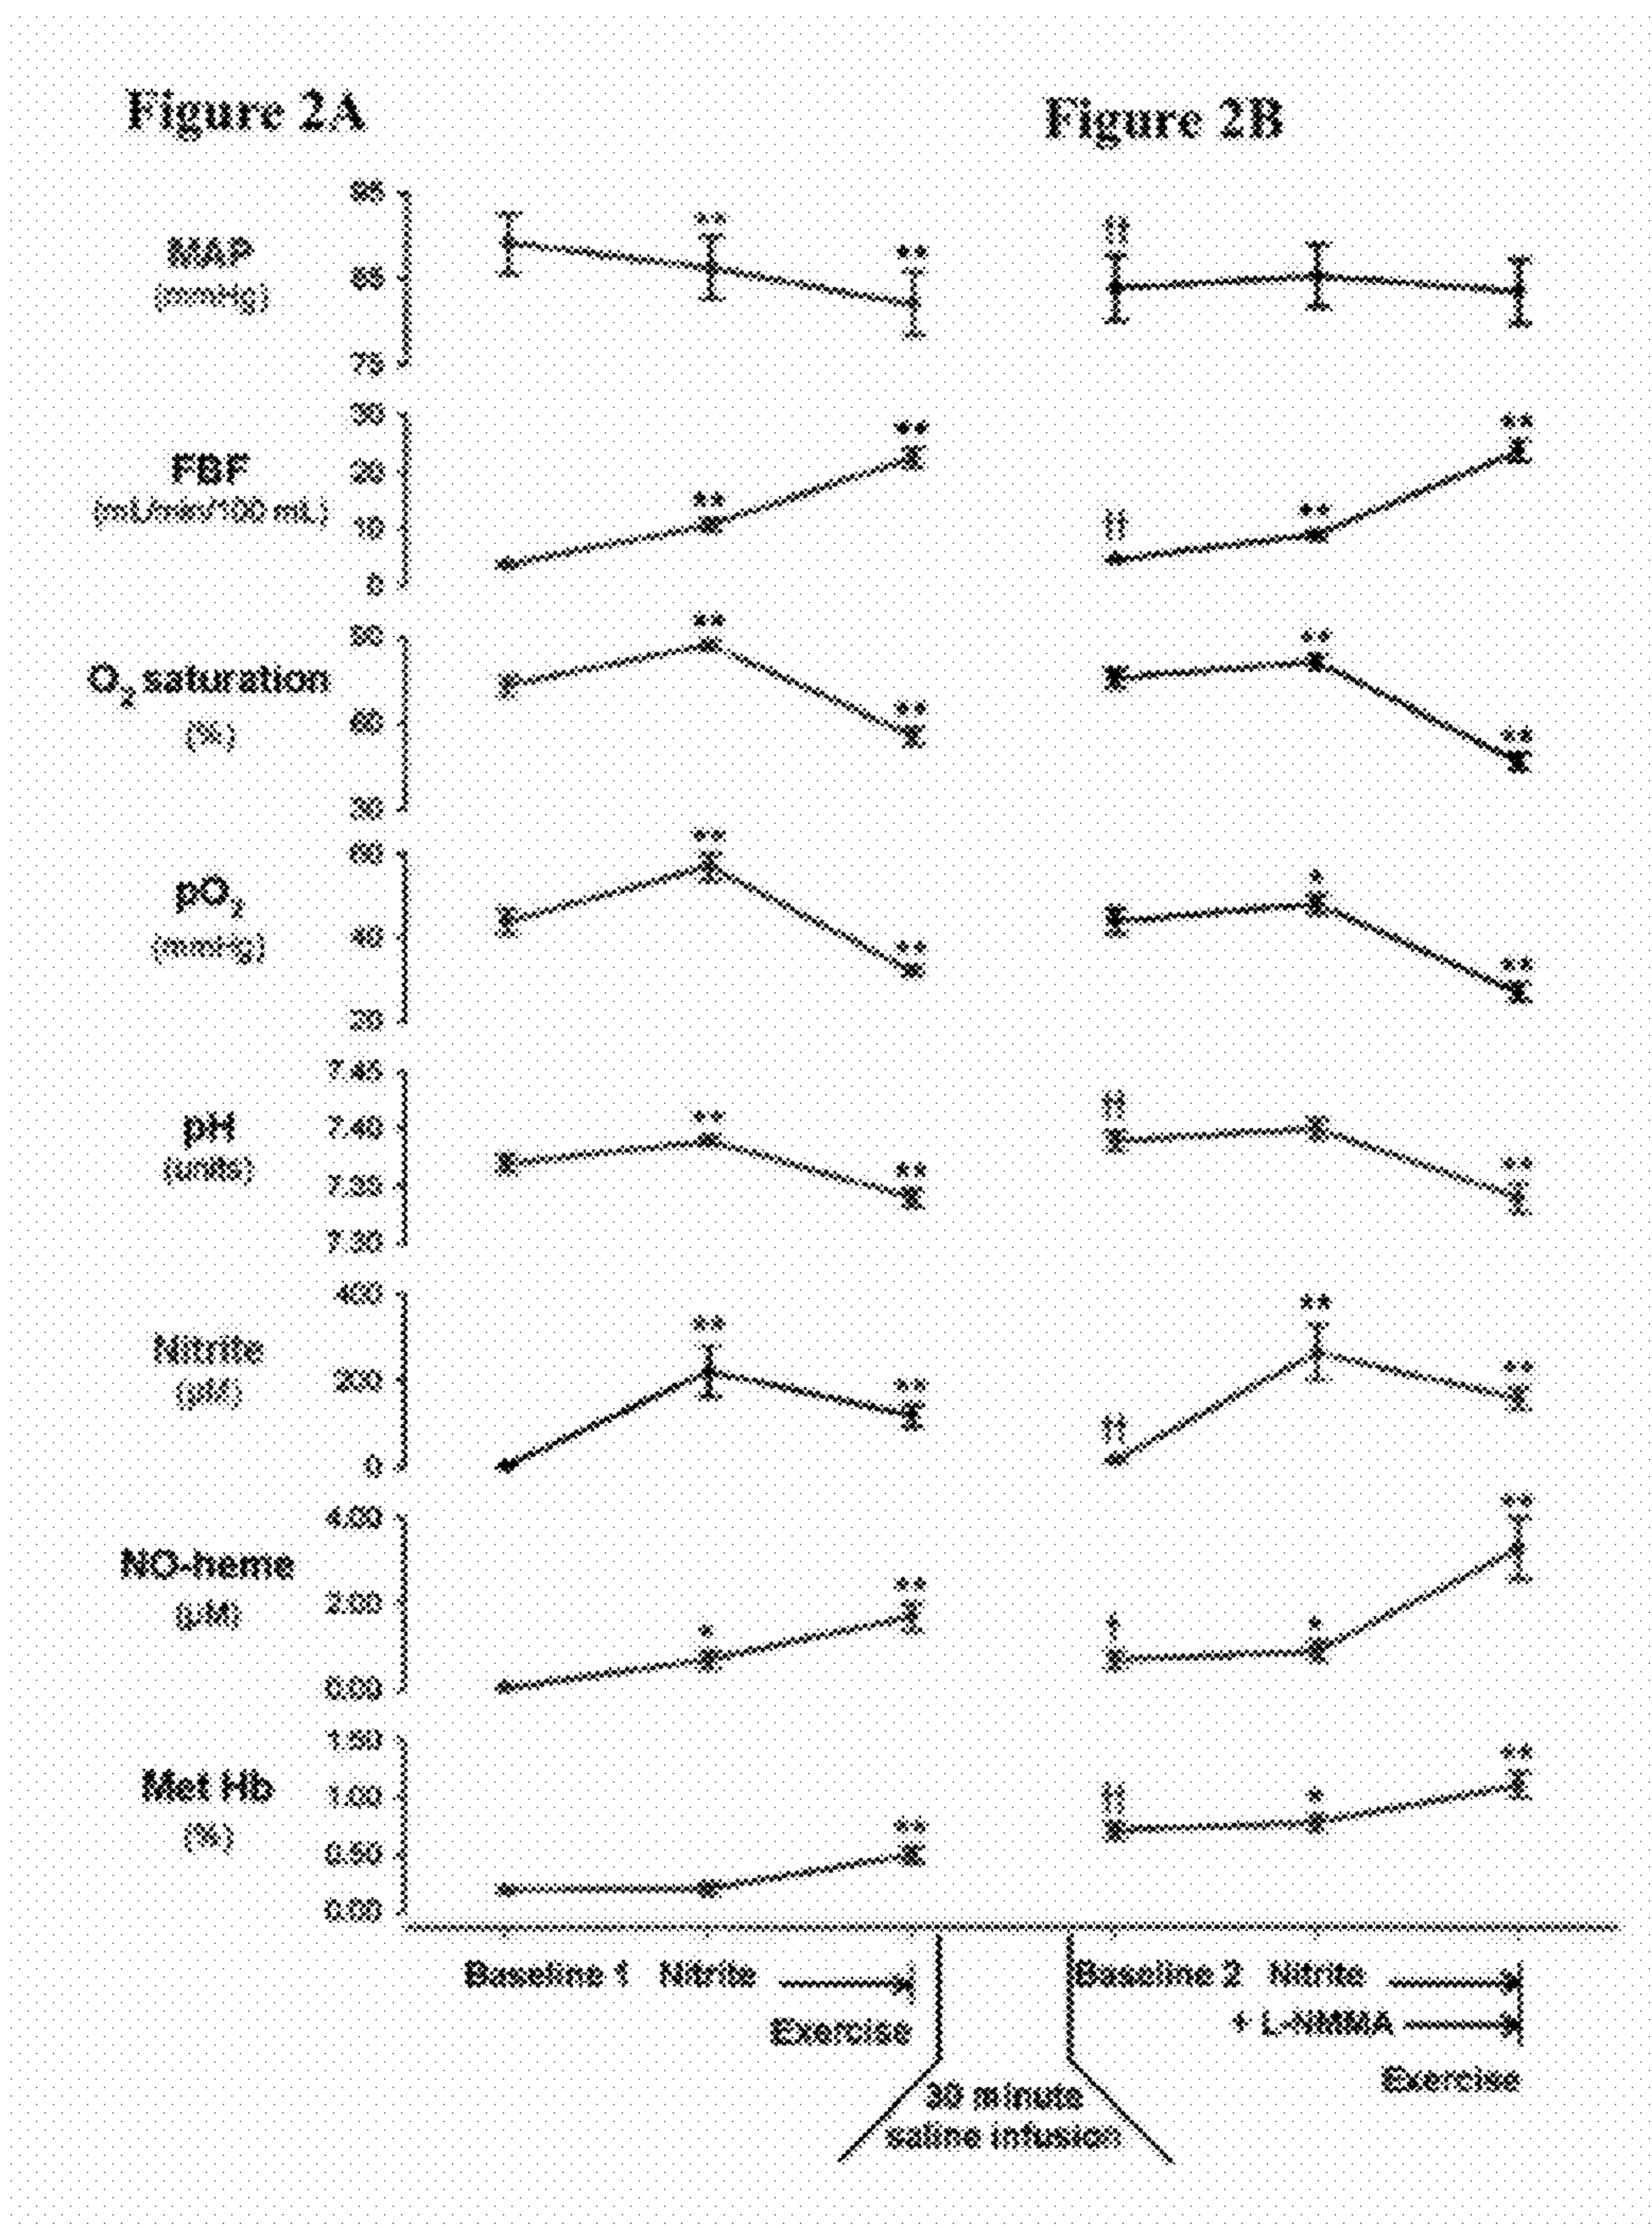 Figure 2A
Figure 2B
95
MAP
85
(mmHg)
75
30
FBF
20
(mL/min/100 mL)
10
0
90
O2 saturation
60
(%)
30
60
pO2
40
(mmHg)
20
7.45
pH
7.40
(units)
7.35
7.30
400
Nitrite
200
(μM)
0
4.00
NO-heme
2.00
(μM)
0.00
1.50
Met Hb
1.00
(%)
0.50
0.00
** ** ††
** ** †† **
** ** ** **
** ** * **
** ** †† **
** ** †† ** **
* ** † * **
** †† * **
Baseline 1 Nitrite
Exercise
Baseline 2 Nitrite
+ L-NMMA
Exercise
30 minute
saline infusion